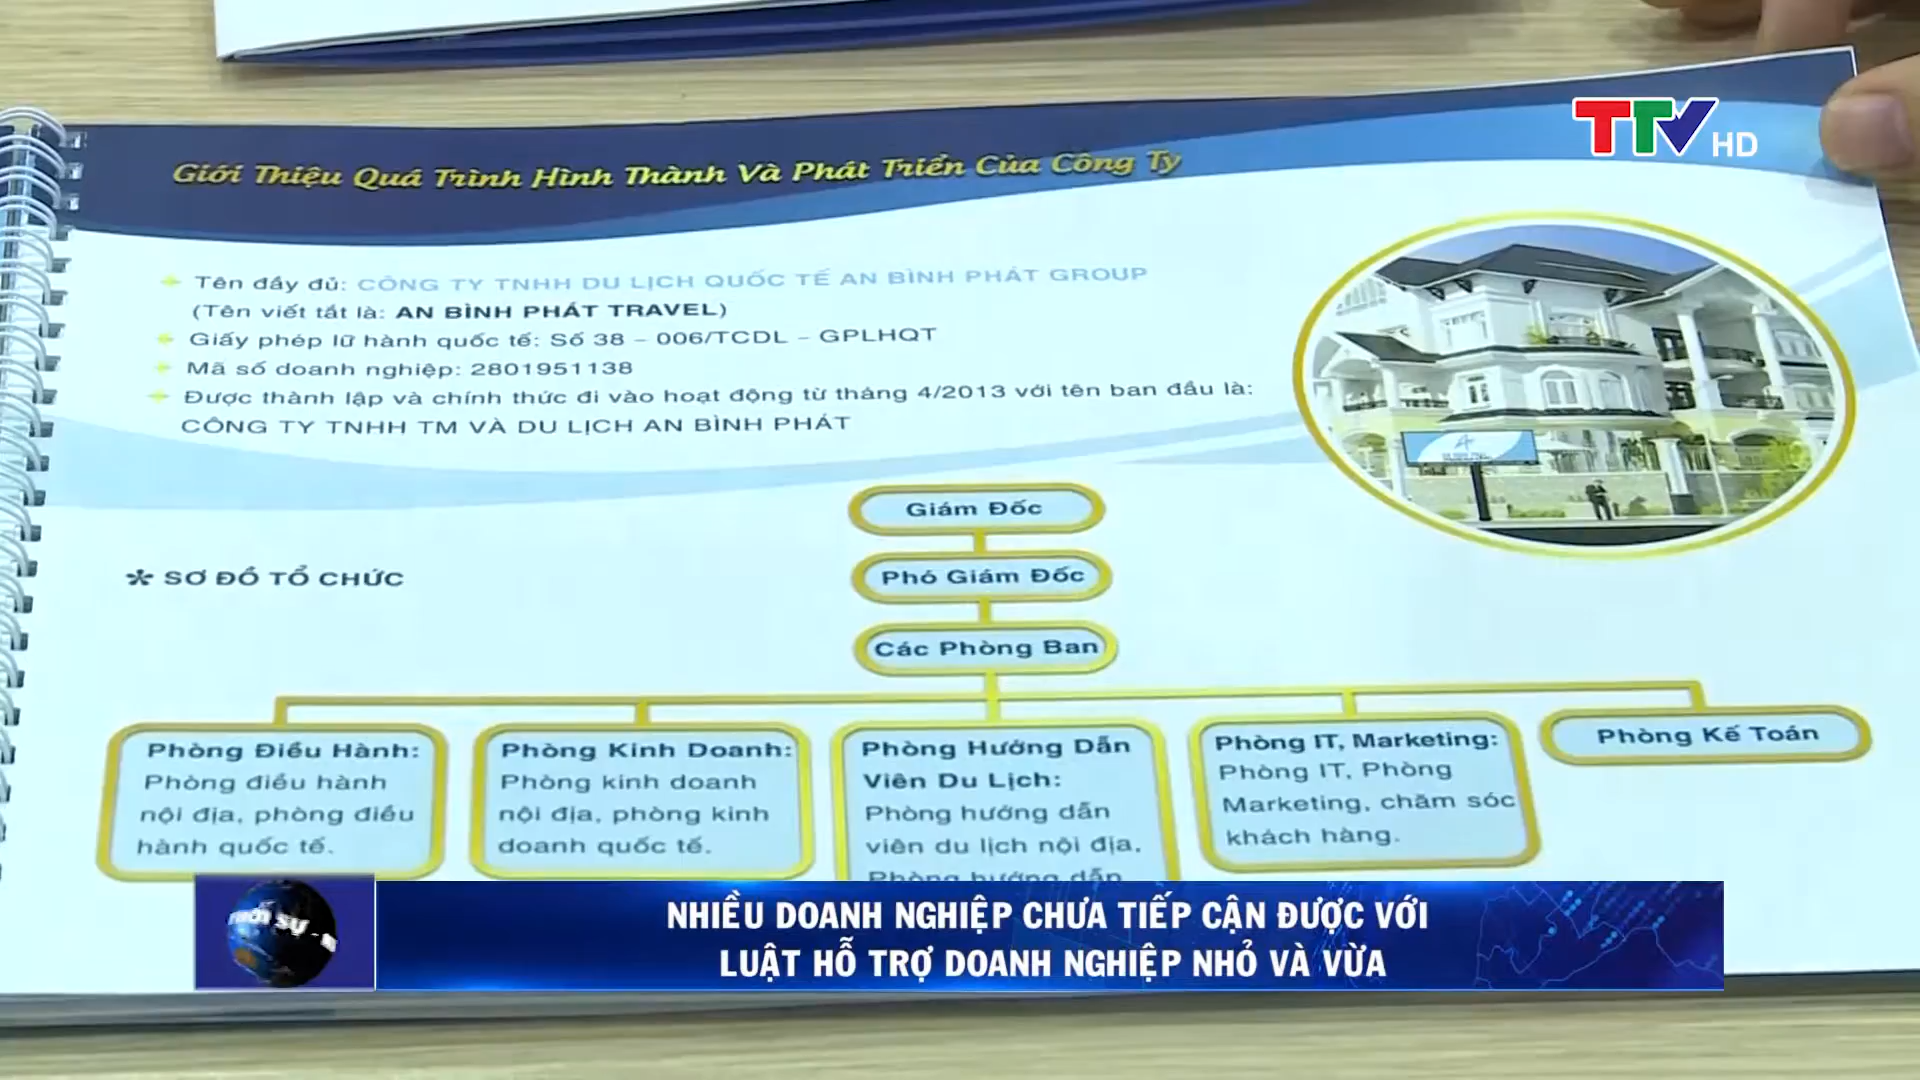 TTV HD
Giới Thiệu Quá Trình Hình Thành Và Phát Triển Của Công Ty
Tên đầy đủ: CÔNG TY TNHH DU LỊCH QUỐC TẾ AN BÌNH PHÁT GROUP
(Tên viết tắt là: AN BÌNH PHÁT TRAVEL)
Giấy phép lữ hành quốc tế: Số 38 – 006/TCDL – GPLHQT
Mã số doanh nghiệp: 2801951138
Được thành lập và chính thức đi vào hoạt động từ tháng 4/2013 với tên ban đầu là:
CÔNG TY TNHH TM VÀ DU LỊCH AN BÌNH PHÁT
Giám Đốc
* SƠ ĐỒ TỔ CHỨC
Phó Giám Đốc
Các Phòng Ban
Phòng Điều Hành:
Phòng điều hành
nội địa, phòng điều
hành quốc tế.
Phòng Kinh Doanh:
Phòng kinh doanh
nội địa, phòng kinh
doanh quốc tế.
Phòng Hướng Dẫn
Viên Du Lịch:
Phòng hướng dẫn
viên du lịch nội địa,
Phòng hướng dẫn
Phòng IT, Marketing:
Phòng IT, Phòng
Marketing, chăm sóc
khách hàng.
Phòng Kế Toán
THỜI SỰ
NHIỀU DOANH NGHIỆP CHƯA TIẾP CẬN ĐƯỢC VỚI
LUẬT HỖ TRỢ DOANH NGHIỆP NHỎ VÀ VỪA